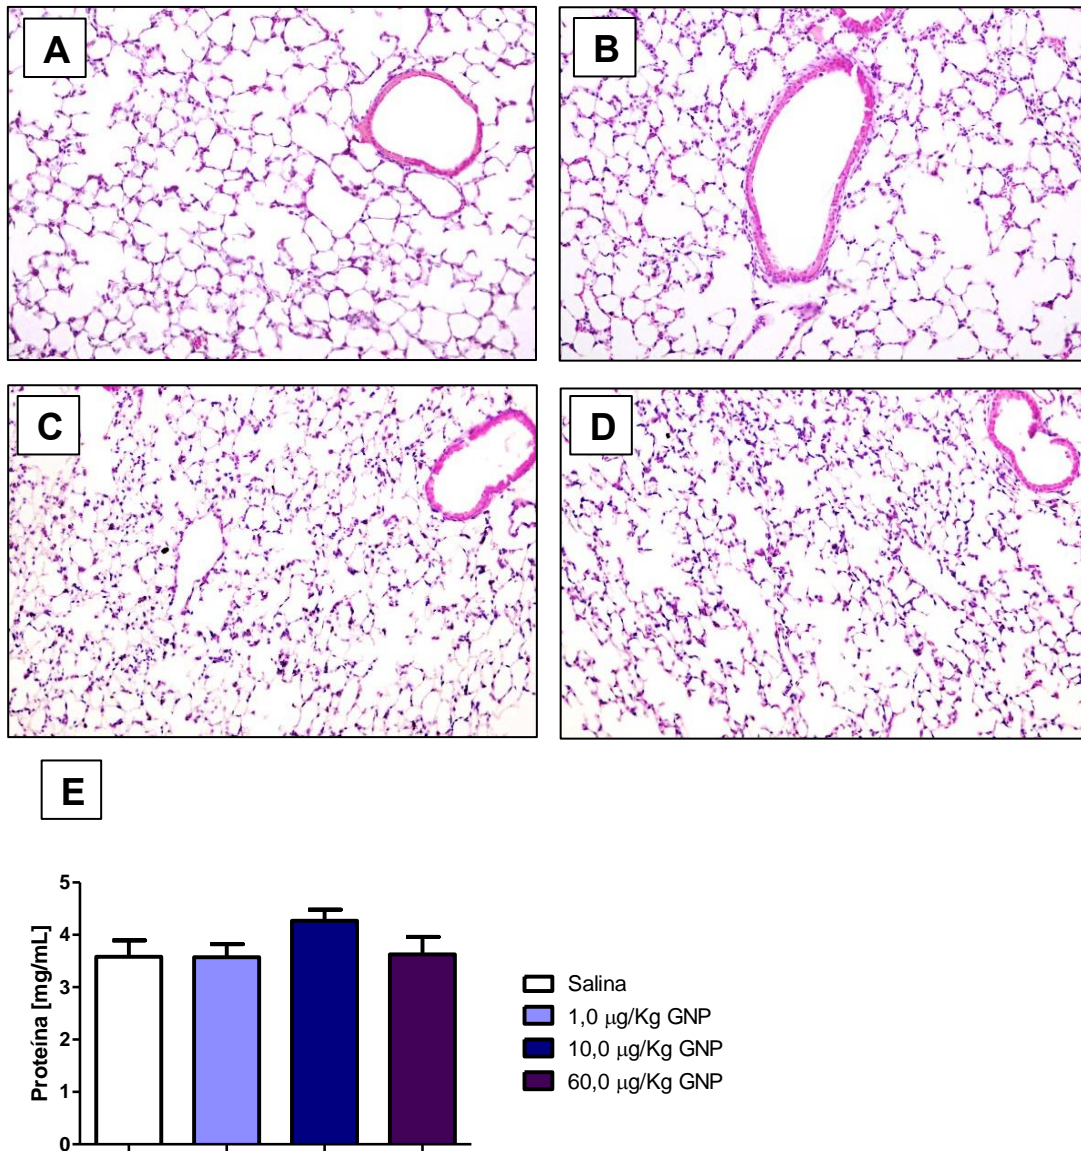 A
B
C
D
E
Proteína [mg/mL]
5
4
3
2
1
0
Salina
1,0 μg/Kg GNP
10,0 μg/Kg GNP
60,0 μg/Kg GNP